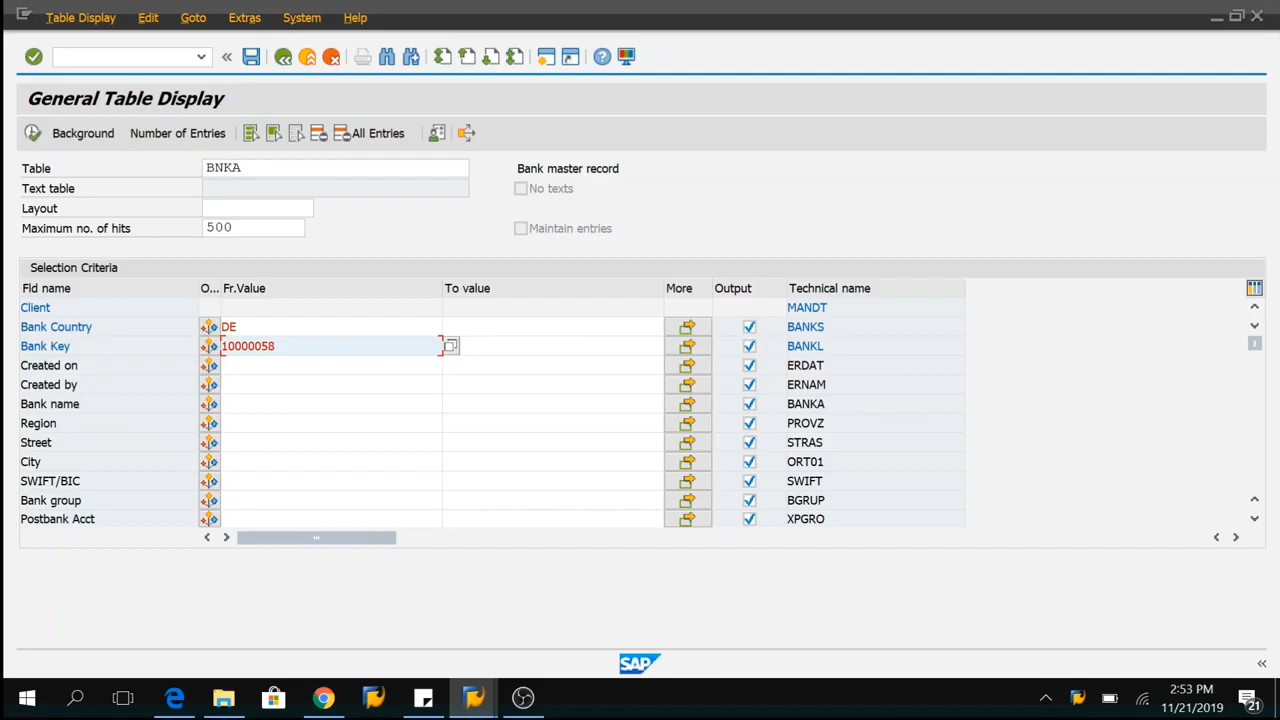 Table Display Edit Goto Extras System Help
General Table Display
Background Number of Entries All Entries
Table BNKA Bank master record
Text table No texts
Layout
Maximum no. of hits 500 Maintain entries
Selection Criteria
Fld name O... Fr.Value To value More Output Technical name
Client MANDT
Bank Country DE BANKS
Bank Key 10000058 BANKL
Created on ERDAT
Created by ERNAM
Bank name BANKA
Region PROVZ
Street STRAS
City ORT01
SWIFT/BIC SWIFT
Bank group BGRUP
Postbank Acct XPGRO
SAP
2:53 PM
11/21/2019
21